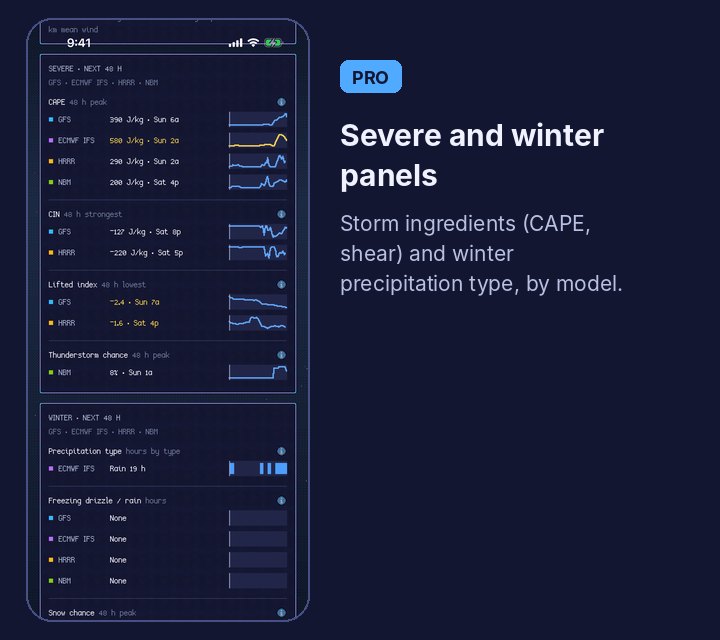 km mean wind
9:41
SEVERE · NEXT 48 H
GFS · ECMWF IFS · HRRR · NBM
CAPE 48 h peak
GFS 390 J/kg · Sun 6a
ECMWF IFS 580 J/kg · Sun 2a
HRRR 290 J/kg · Sun 2a
NBM 200 J/kg · Sat 4p
CIN 48 h strongest
GFS −127 J/kg · Sat 8p
HRRR −220 J/kg · Sat 5p
Lifted index 48 h lowest
GFS −2.4 · Sun 7a
HRRR −1.6 · Sat 4p
Thunderstorm chance 48 h peak
NBM 8% · Sun 1a
WINTER · NEXT 48 H
GFS · ECMWF IFS · HRRR · NBM
Precipitation type hours by type
ECMWF IFS Rain 19 h
Freezing drizzle / rain hours
GFS None
ECMWF IFS None
HRRR None
NBM None
Snow chance 48 h peak
PRO
Severe and winter
panels
Storm ingredients (CAPE,
shear) and winter
precipitation type, by model.